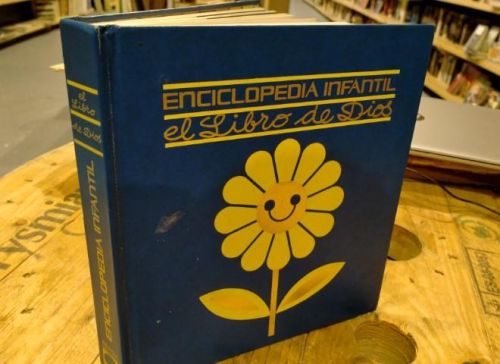 ENCICLOPEDIA INFANTIL
el Libro de Dios
el Libro
de Dios
ENCICLOPEDIA INFANTIL